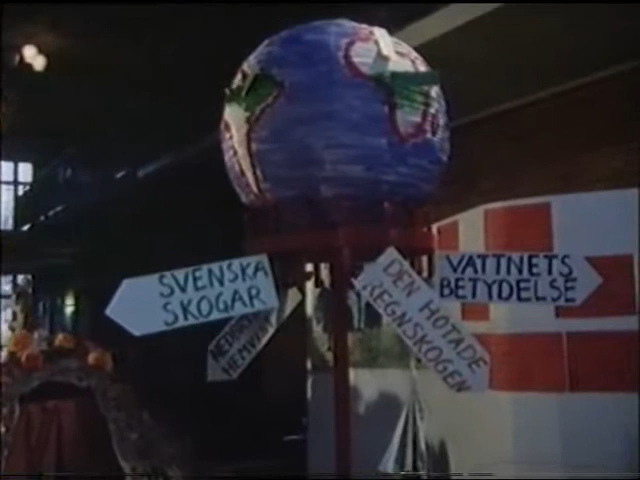 SVENSKA
SKOGAR
DEN HOTADE
REGNSKOGEN
VATTNETS
BETYDELSE